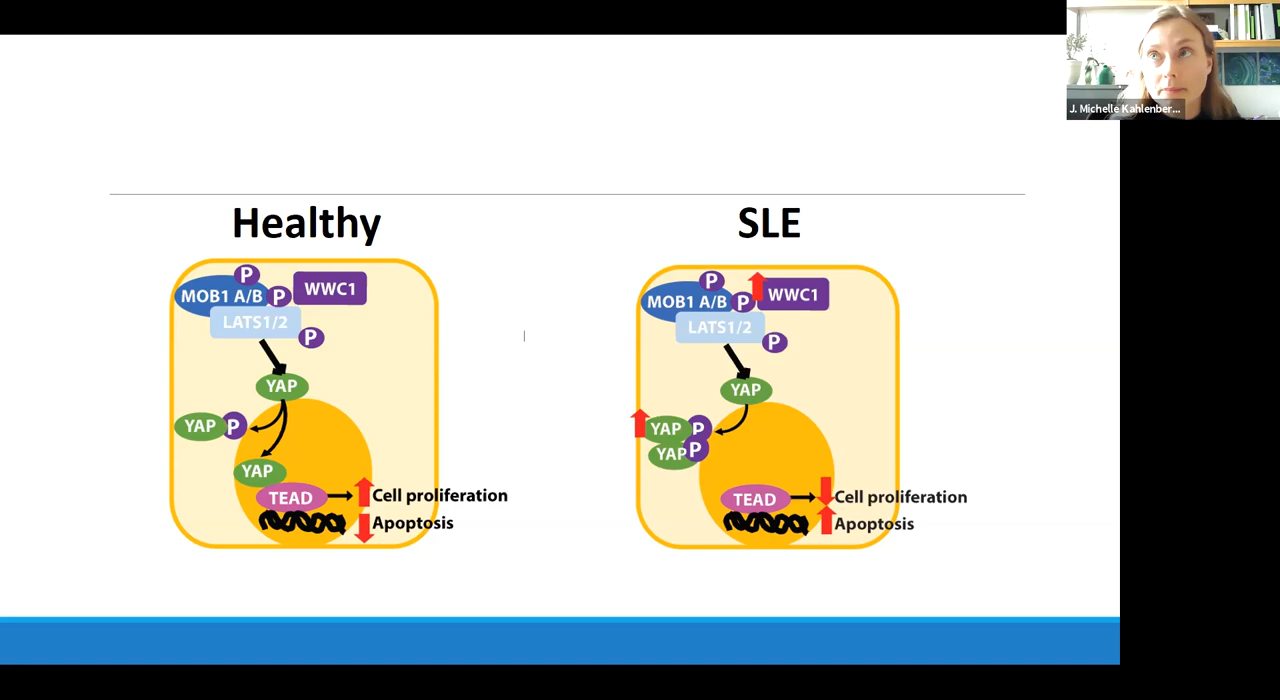 J. Michelle Kahlenber...
Healthy
P
MOB1 A/B
P
WWC1
LATS1/2
P
YAP
YAP
P
YAP
TEAD
Cell proliferation
Apoptosis
SLE
P
MOB1 A/B
P
WWC1
LATS1/2
P
YAP
YAP
P
YAP
P
TEAD
Cell proliferation
Apoptosis